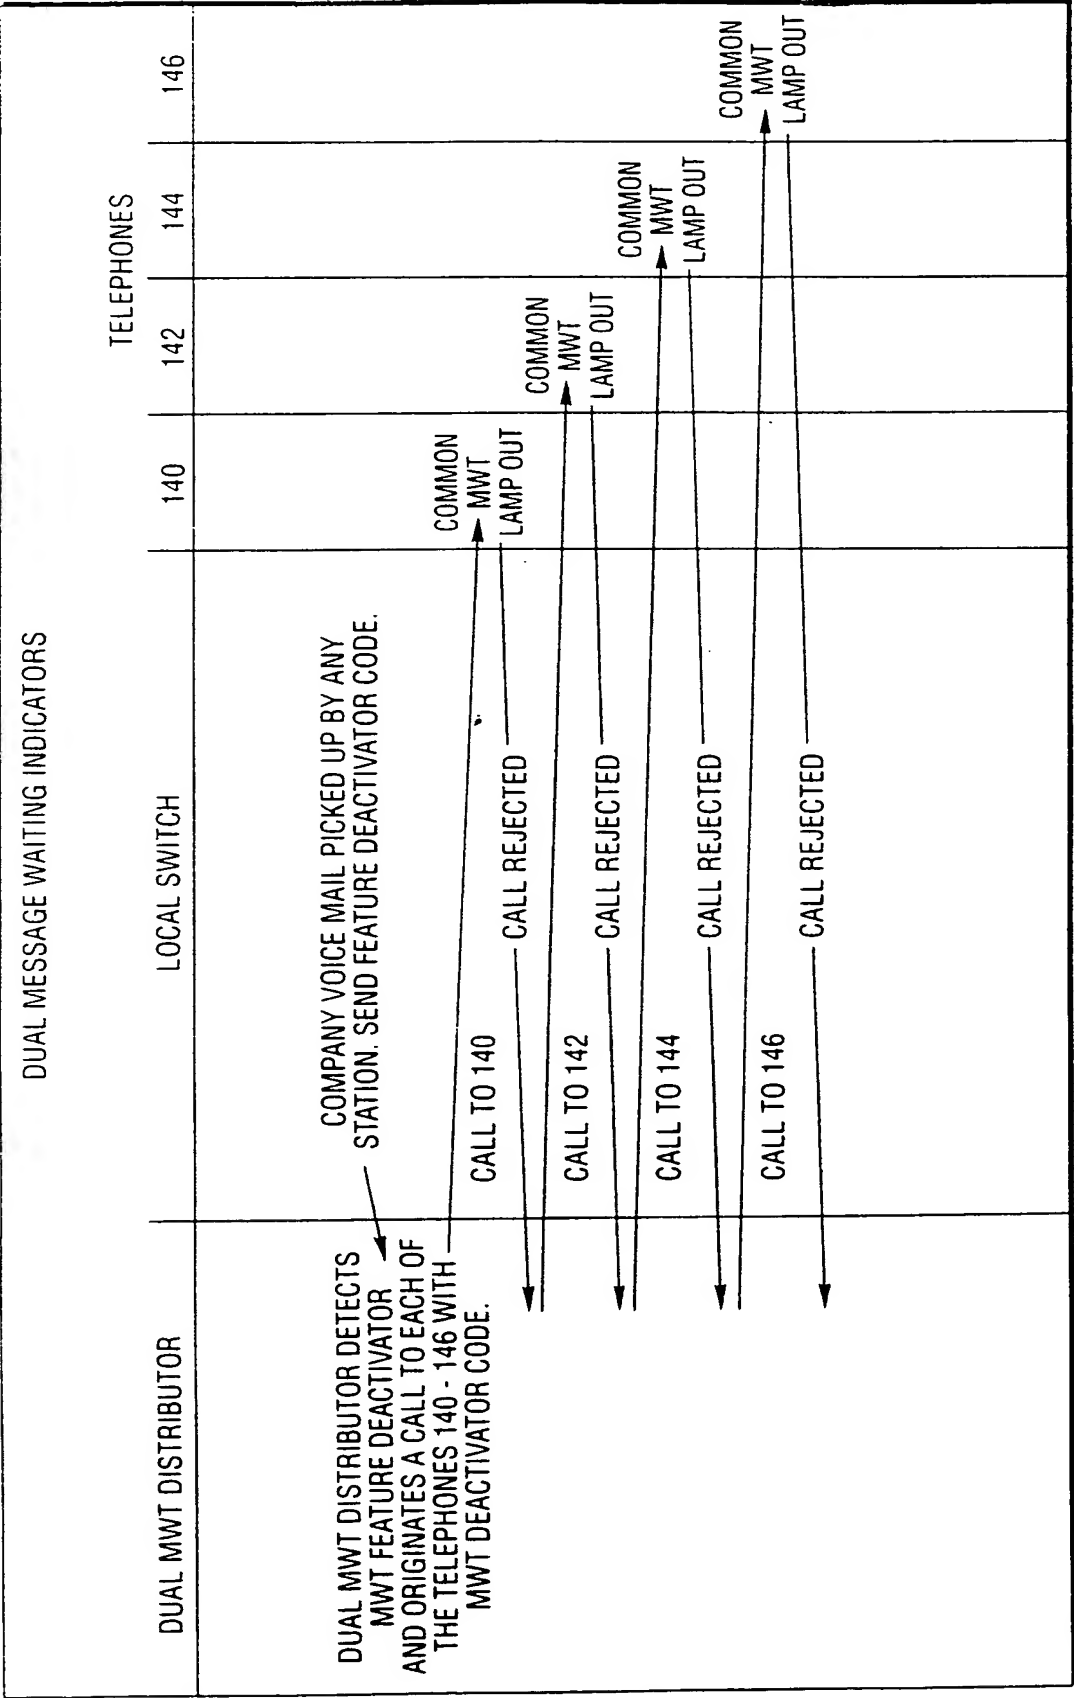 DUAL MESSAGE WAITING INDICATORS
DUAL MWT DISTRIBUTOR
LOCAL SWITCH
TELEPHONES
140
142
144
146
COMPANY VOICE MAIL PICKED UP BY ANY
STATION. SEND FEATURE DEACTIVATOR CODE.
DUAL MWT DISTRIBUTOR DETECTS
MWT FEATURE DEACTIVATOR
AND ORIGINATES A CALL TO EACH OF
THE TELEPHONES 140 - 146 WITH
MWT DEACTIVATOR CODE.
CALL TO 140
COMMON
MWT
LAMP OUT
CALL REJECTED
CALL TO 142
COMMON
MWT
LAMP OUT
CALL REJECTED
CALL TO 144
COMMON
MWT
LAMP OUT
CALL REJECTED
CALL TO 146
COMMON
MWT
LAMP OUT
CALL REJECTED